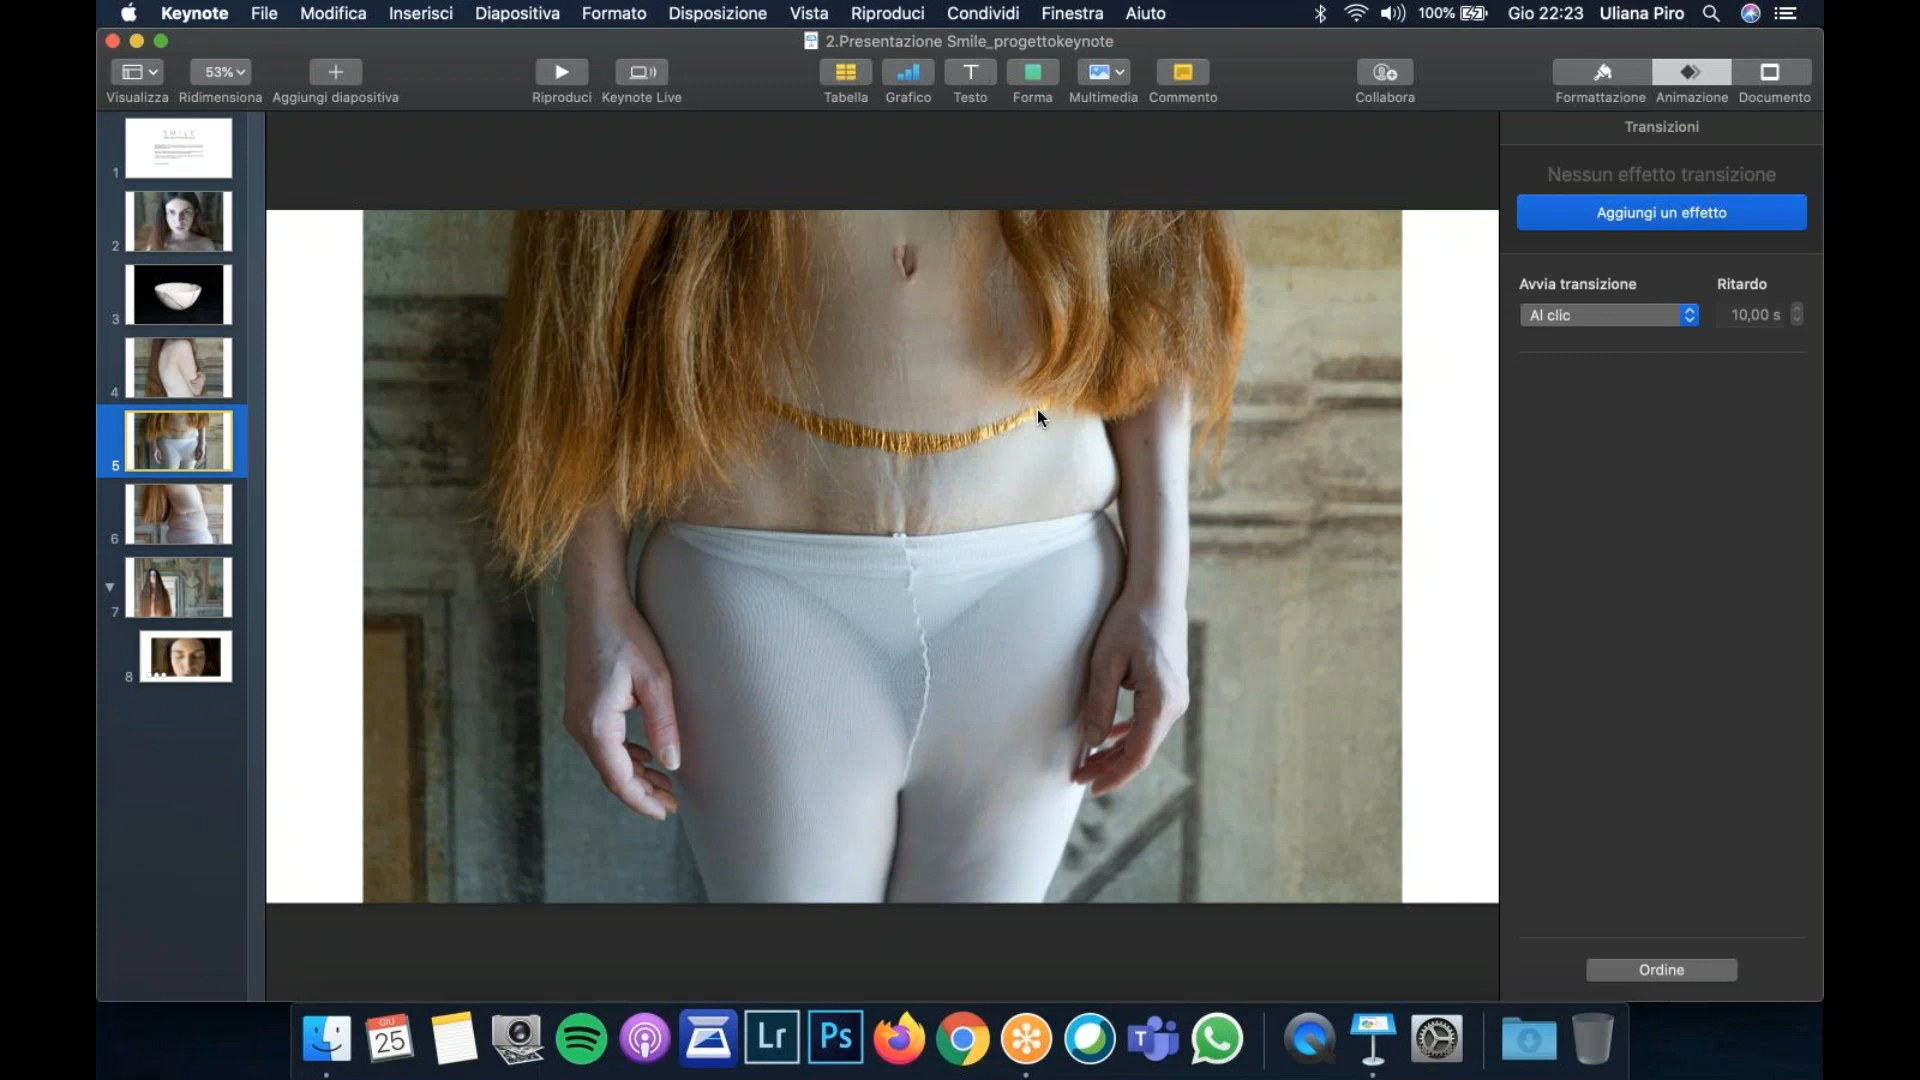 Keynote File Modifica Inserisci Diapositiva Formato Disposizione Vista Riproduci Condividi Finestra Aiuto 100% Gio 22:23 Uliana Piro
2.Presentazione Smile_progettokeynote
53%
Visualizza Ridimensiona Aggiungi diapositiva Riproduci Keynote Live Tabella Grafico Testo Forma Multimedia Commento Collabora Formattazione Animazione Documento
Transizioni
SMILE
1
Nessun effetto transizione
Aggiungi un effetto
2
Avvia transizione Ritardo
Al clic 10,00 s
3
4
5
6
7
8
Ordine
GIU
25
Lr
Ps
T